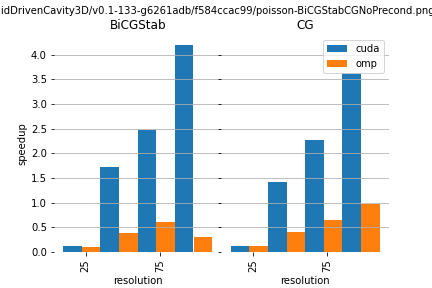 idDrivenCavity3D/v0.1-133-g6261adb/f584ccac99/poisson-BiCGStabCGNoPrecond.png
BiCGStab
CG
cuda
omp
4.0
3.5
3.0
2.5
2.0
1.5
1.0
0.5
0.0
speedup
25
75
25
75
resolution
resolution